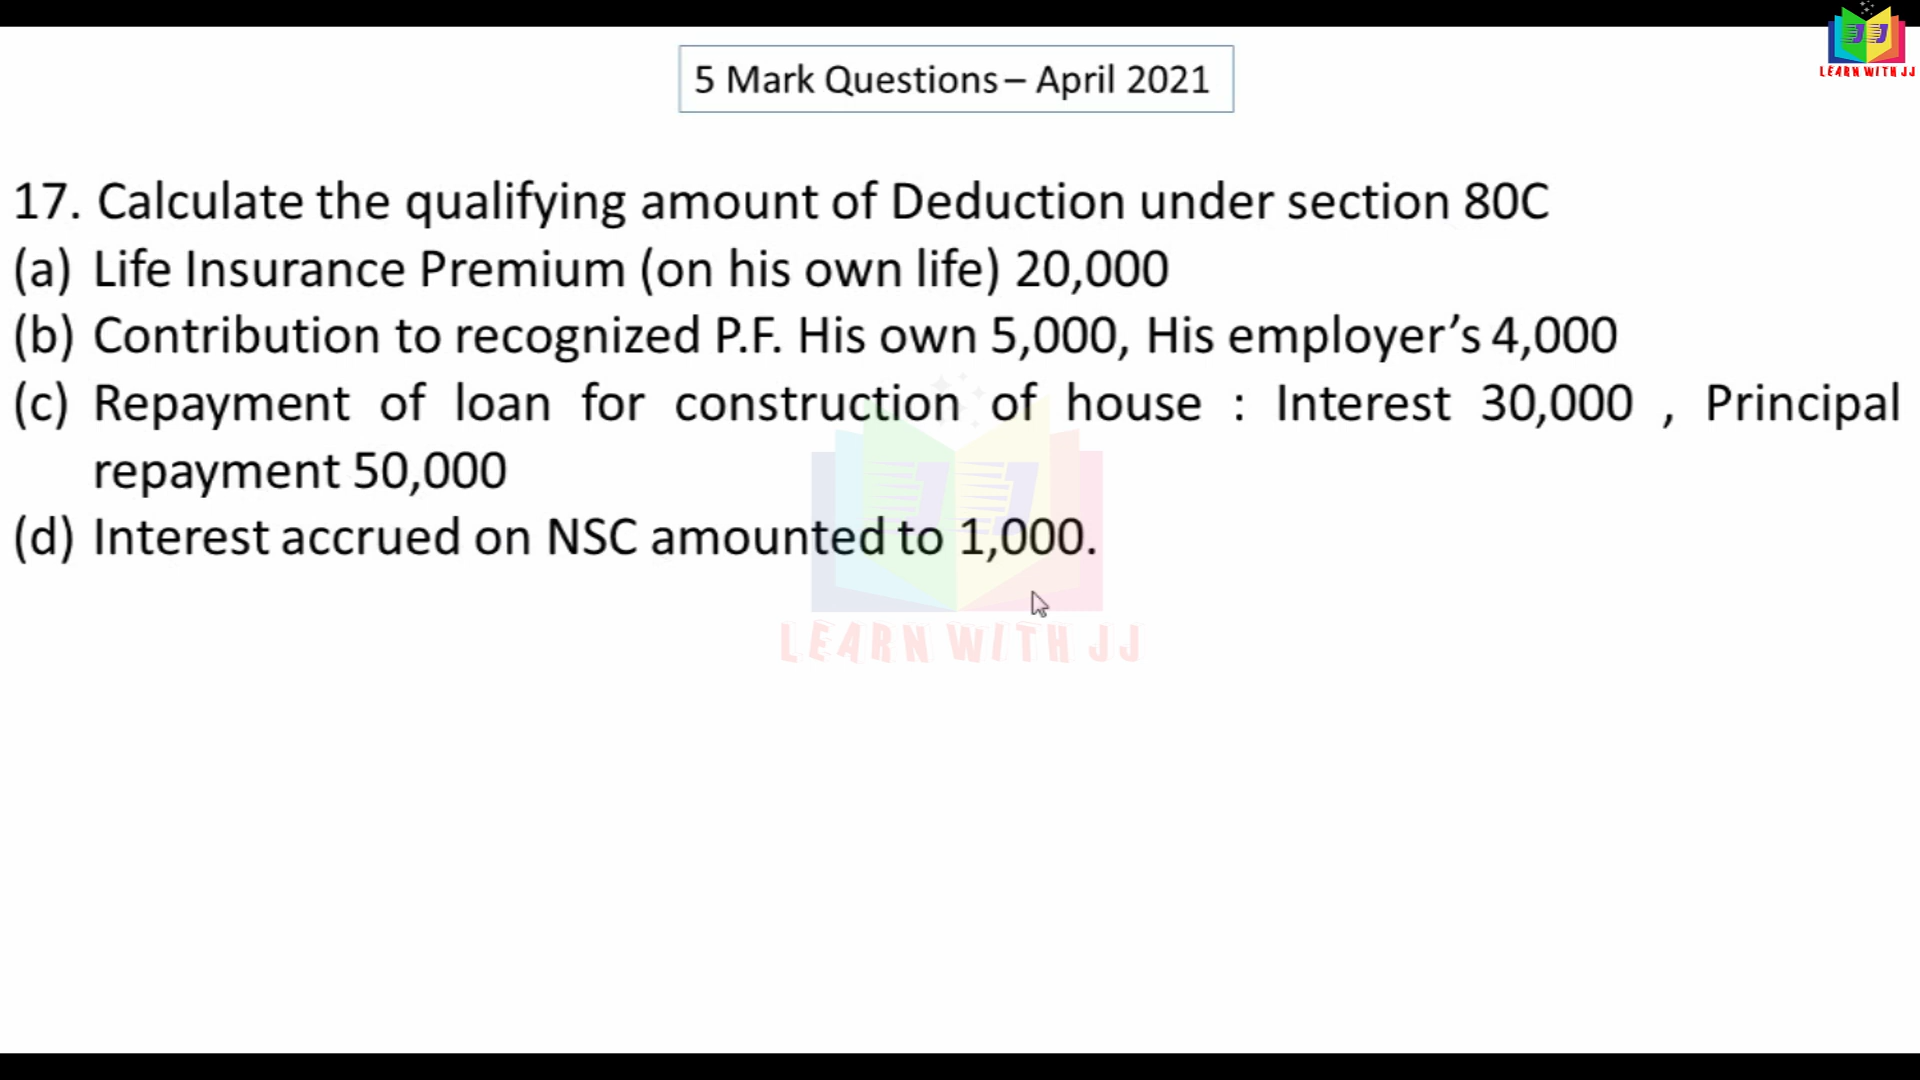 LEARN WITH JJ
5 Mark Questions – April 2021
17. Calculate the qualifying amount of Deduction under section 80C
(a) Life Insurance Premium (on his own life) 20,000
(b) Contribution to recognized P.F. His own 5,000, His employer’s 4,000
(c) Repayment of loan for construction of house : Interest 30,000 , Principal
repayment 50,000
(d) Interest accrued on NSC amounted to 1,000.
JJ
LEARN WITH JJ